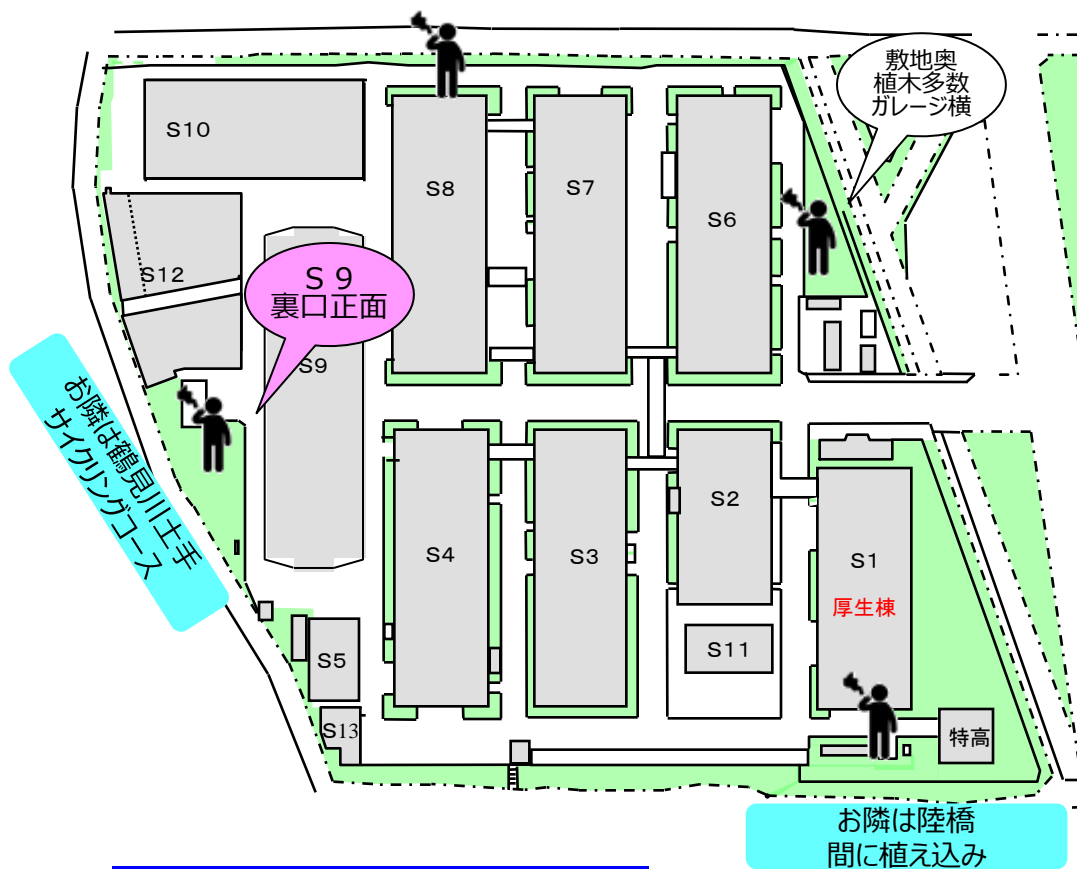 敷地奥
植木多数
ガレージ横
S10
S8
S7
S6
S12
S 9
裏口正面
S9
お隣は鶴見川土手
サイクリングコース
S4
S3
S2
S1
厚生棟
S11
S5
S13
特高
お隣は陸橋
間に植え込み